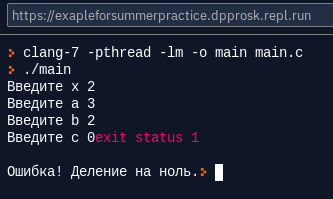 https://exapleforsummerpractice.dpprosk.repl.run
> clang-7 -pthread -lm -o main main.c
> ./main
Введите x 2
Введите a 3
Введите b 2
Введите c 0exit status 1
Ошибка! Деление на ноль.>